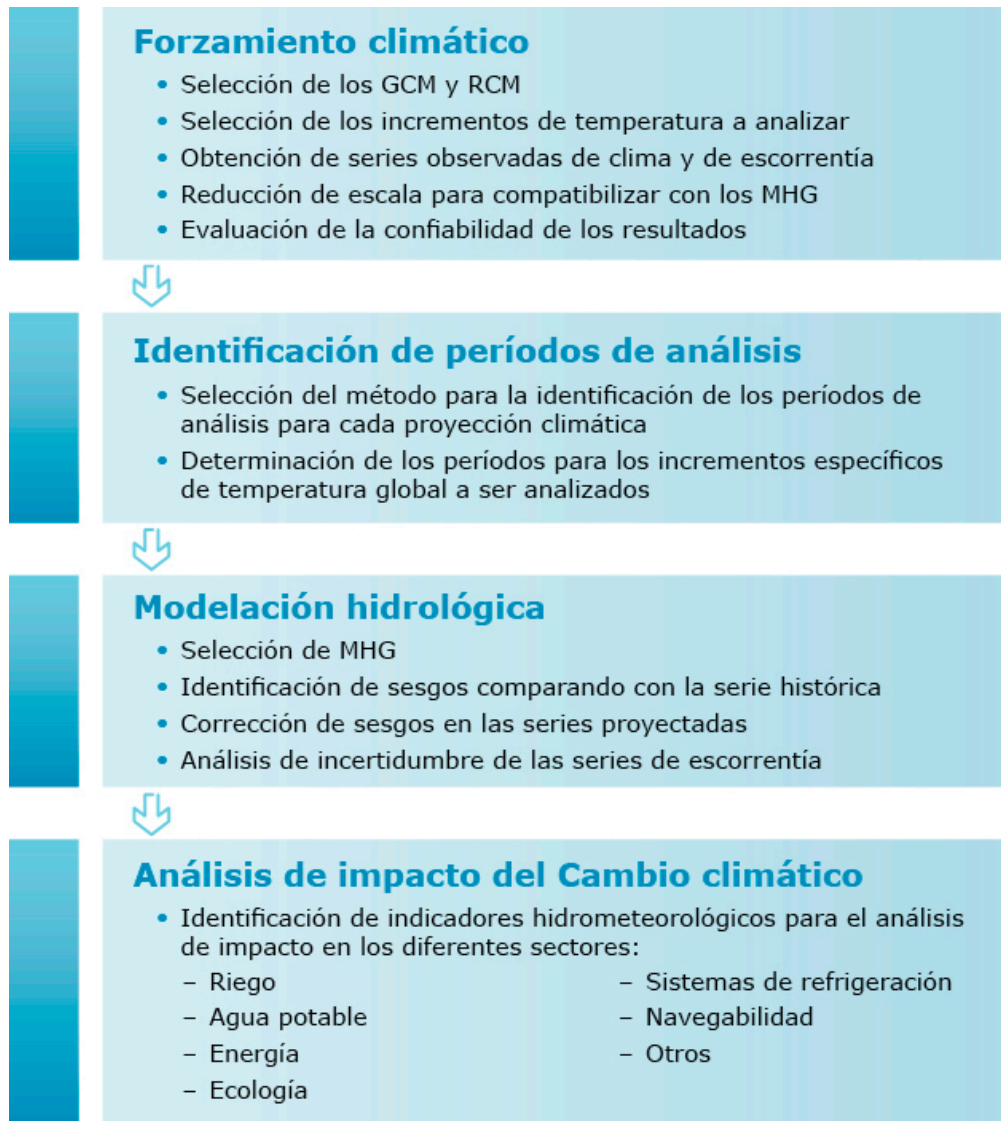 Forzamiento climático
• Selección de los GCM y RCM
• Selección de los incrementos de temperatura a analizar
• Obtención de series observadas de clima y de escorrentía
• Reducción de escala para compatibilizar con los MHG
• Evaluación de la confiabilidad de los resultados
Identificación de períodos de análisis
• Selección del método para la identificación de los períodos de
análisis para cada proyección climática
• Determinación de los períodos para los incrementos específicos
de temperatura global a ser analizados
Modelación hidrológica
• Selección de MHG
• Identificación de sesgos comparando con la serie histórica
• Corrección de sesgos en las series proyectadas
• Análisis de incertidumbre de las series de escorrentía
Análisis de impacto del Cambio climático
• Identificación de indicadores hidrometeorológicos para el análisis
de impacto en los diferentes sectores:
– Riego
– Agua potable
– Energía
– Ecología
– Sistemas de refrigeración
– Navegabilidad
– Otros